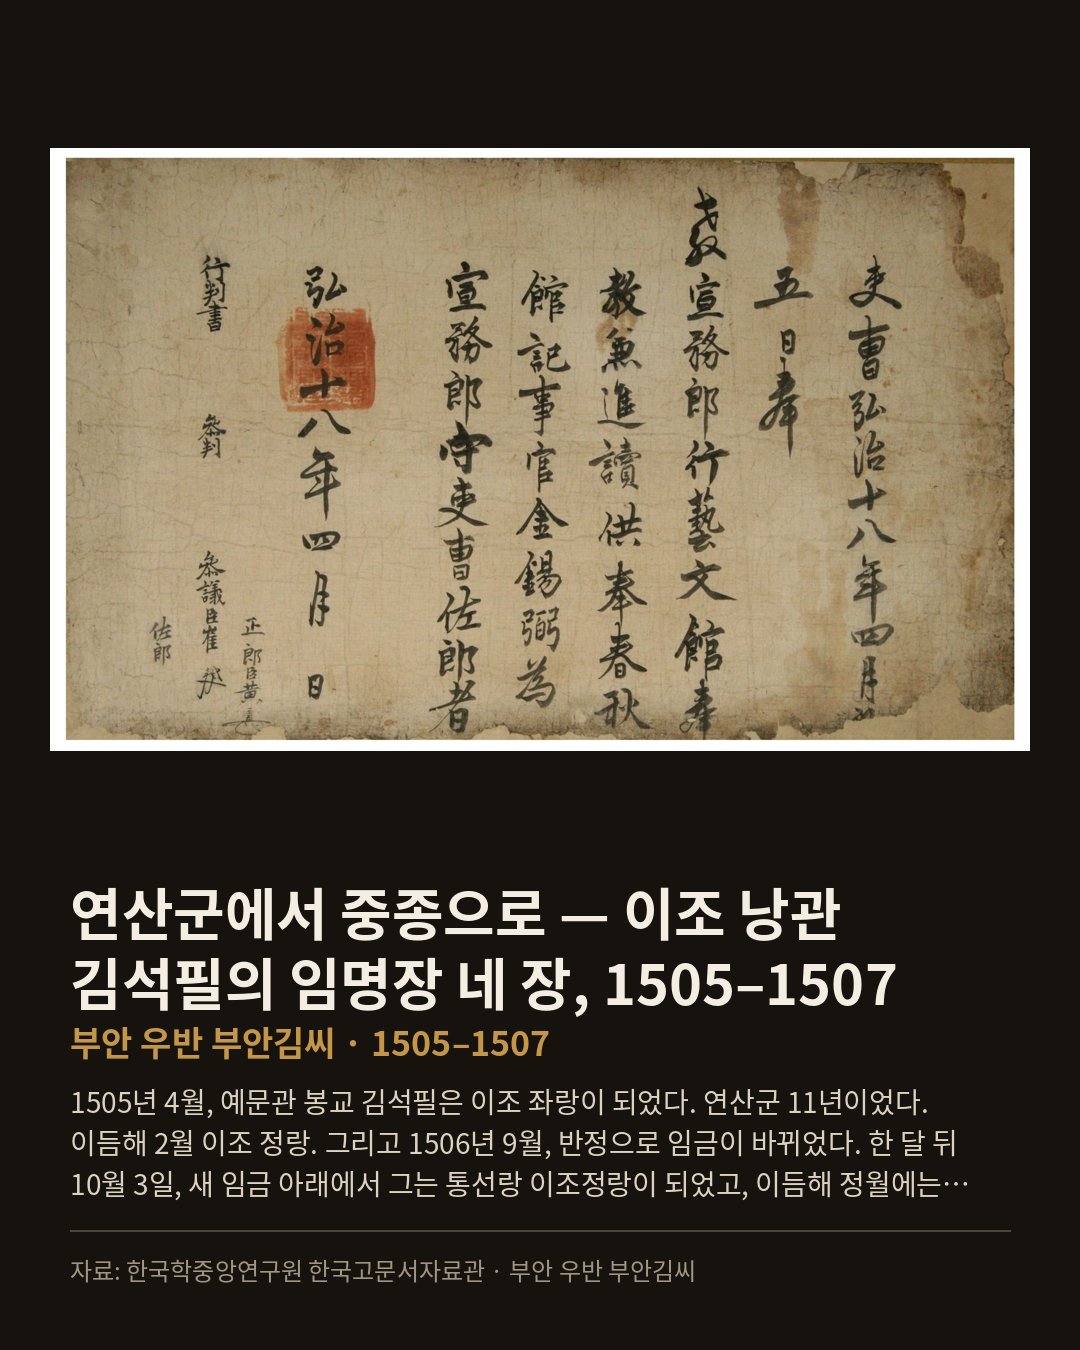 吏曹弘治十八年四月初
五日奉
教宣務郎行藝文館奉
教兼進讀供奉春秋
館記事官金錫弼為
宣務郎守吏曹佐郎者
弘治十八年四月 日
正郎臣黃
行判書 參判 參議臣崔
佐郎
연산군에서 중종으로 — 이조 낭관
김석필의 임명장 네 장, 1505–1507
부안 우반 부안김씨 · 1505–1507
1505년 4월, 예문관 봉교 김석필은 이조 좌랑이 되었다. 연산군 11년이었다.
이듬해 2월 이조 정랑. 그리고 1506년 9월, 반정으로 임금이 바뀌었다. 한 달 뒤
10월 3일, 새 임금 아래에서 그는 통선랑 이조정랑이 되었고, 이듬해 정월에는…
자료: 한국학중앙연구원 한국고문서자료관 · 부안 우반 부안김씨